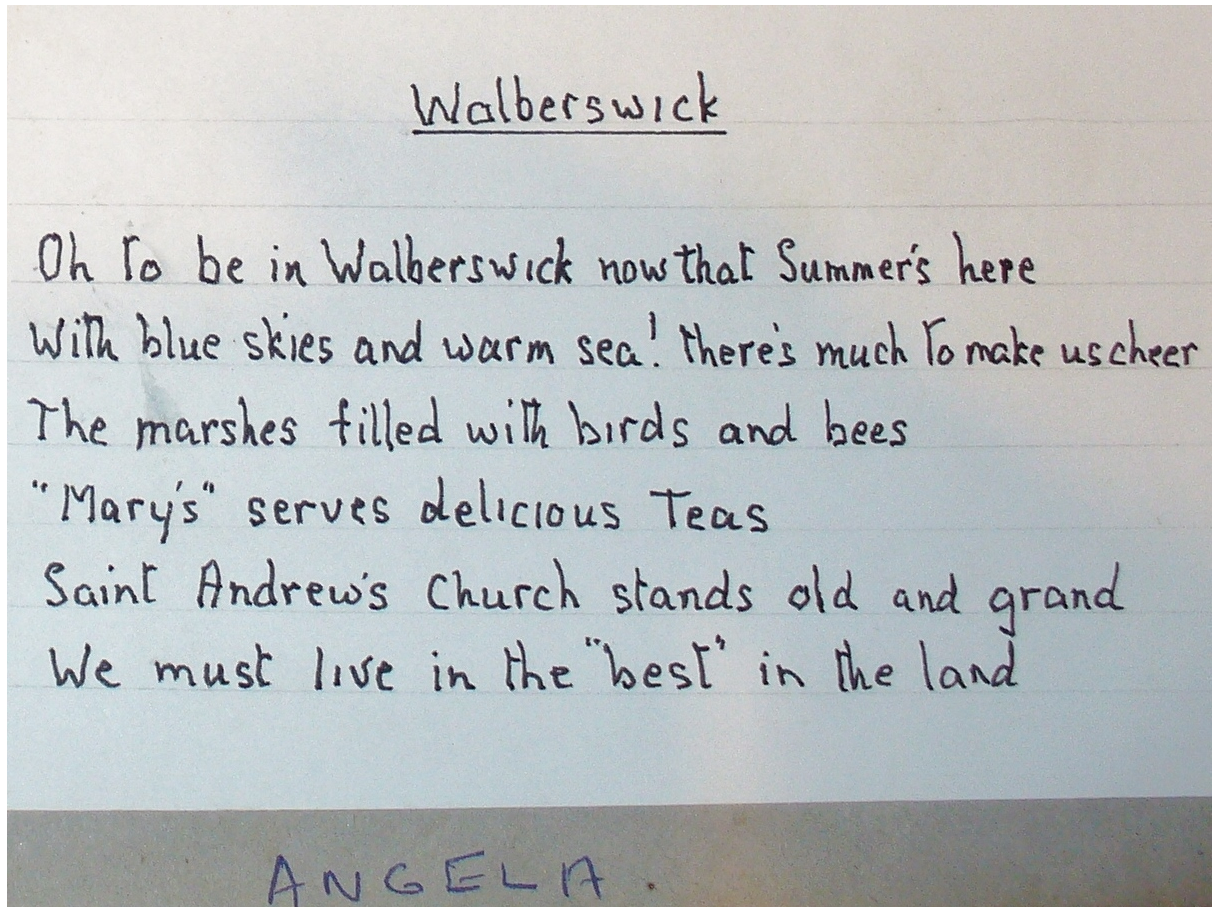 Walberswick
Oh to be in Walberswick now that Summer's here
With blue skies and warm sea! there's much to make us cheer
The marshes filled with birds and bees
"Mary's" serves delicious Teas
Saint Andrew's Church stands old and grand
We must live in the "best" in the land
ANGELA.